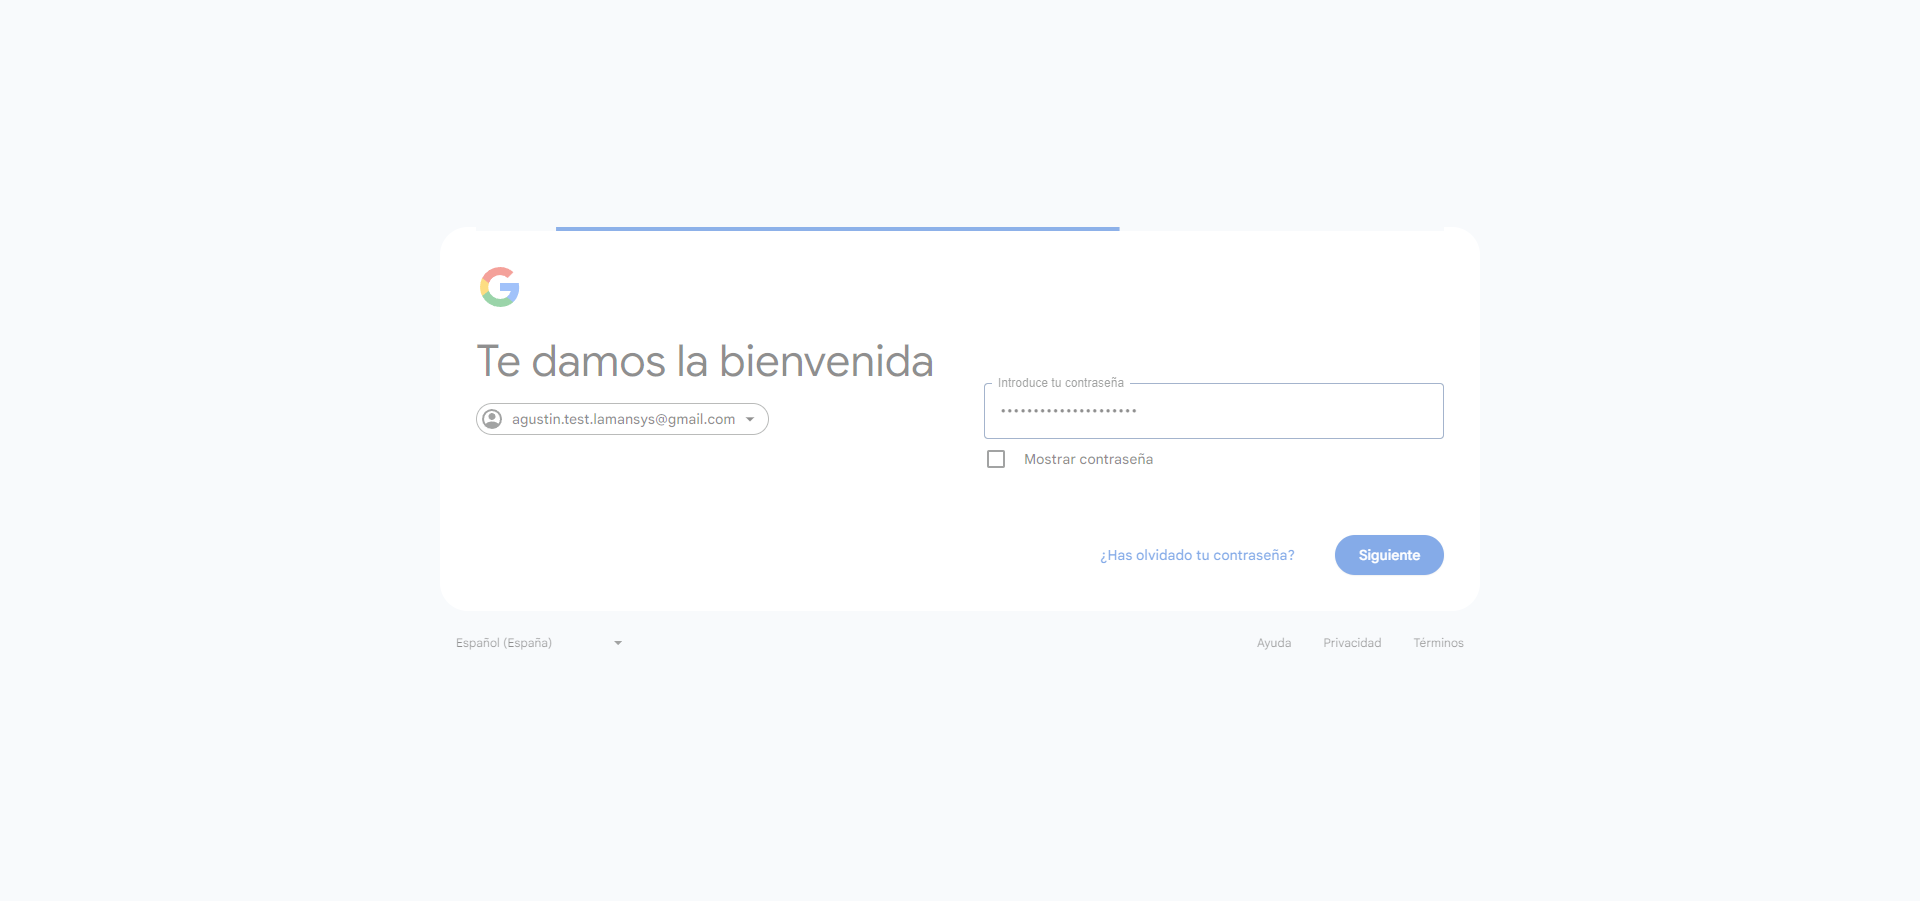 Te damos la bienvenida
agustin.test.lamansys@gmail.com
Introduce tu contraseña
•••••••••••••••••••••
Mostrar contraseña
¿Has olvidado tu contraseña?
Siguiente
Español (España)
Ayuda
Privacidad
Términos